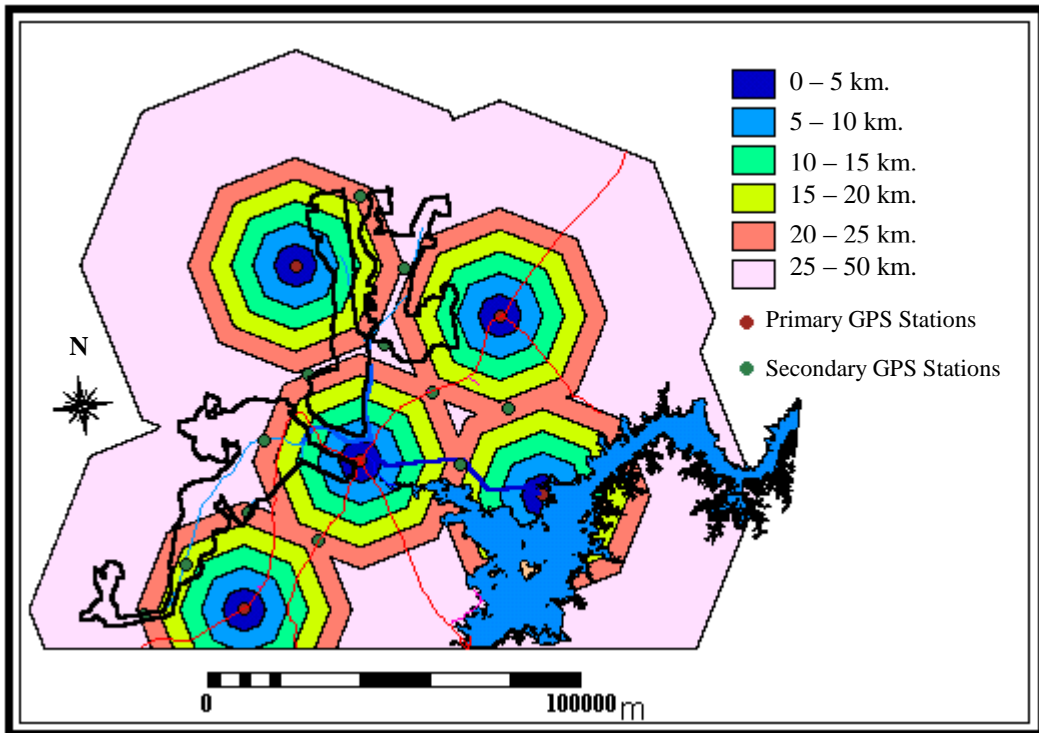 0 – 5 km.
5 – 10 km.
10 – 15 km.
15 – 20 km.
20 – 25 km.
25 – 50 km.
Primary GPS Stations
Secondary GPS Stations
N
0 100000 m